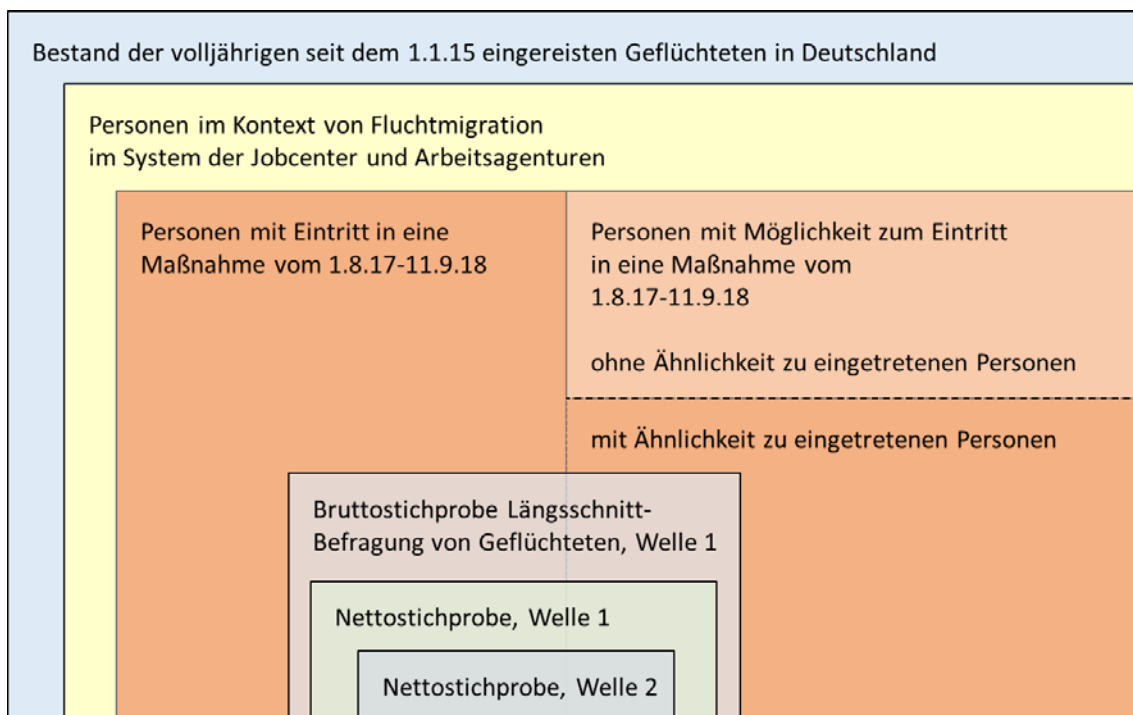 Bestand der volljährigen seit dem 1.1.15 eingereisten Geflüchteten in Deutschland
Personen im Kontext von Fluchtmigration
im System der Jobcenter und Arbeitsagenturen
Personen mit Eintritt in eine
Maßnahme vom 1.8.17-11.9.18
Personen mit Möglichkeit zum Eintritt
in eine Maßnahme vom
1.8.17-11.9.18
ohne Ähnlichkeit zu eingetretenen Personen
mit Ähnlichkeit zu eingetretenen Personen
Bruttostichprobe Längsschnitt-
Befragung von Geflüchteten, Welle 1
Nettostichprobe, Welle 1
Nettostichprobe, Welle 2